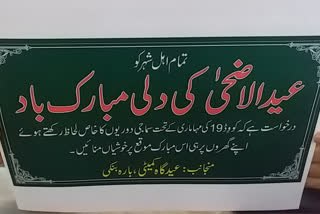 تمام اہل شہر کو
عید الاضحیٰ کی دلی مبارک باد
درخواست ہے کہ کووڈ 19 کی مہاماری کے تحت سماجی دوریوں کا خاص لحاظ رکھتے ہوئے
اپنے گھروں پر ہی اس مبارک موقع پر خوشیاں منائیں۔
منجانب: عیدگاہ کمیٹی، بارہ بنکی